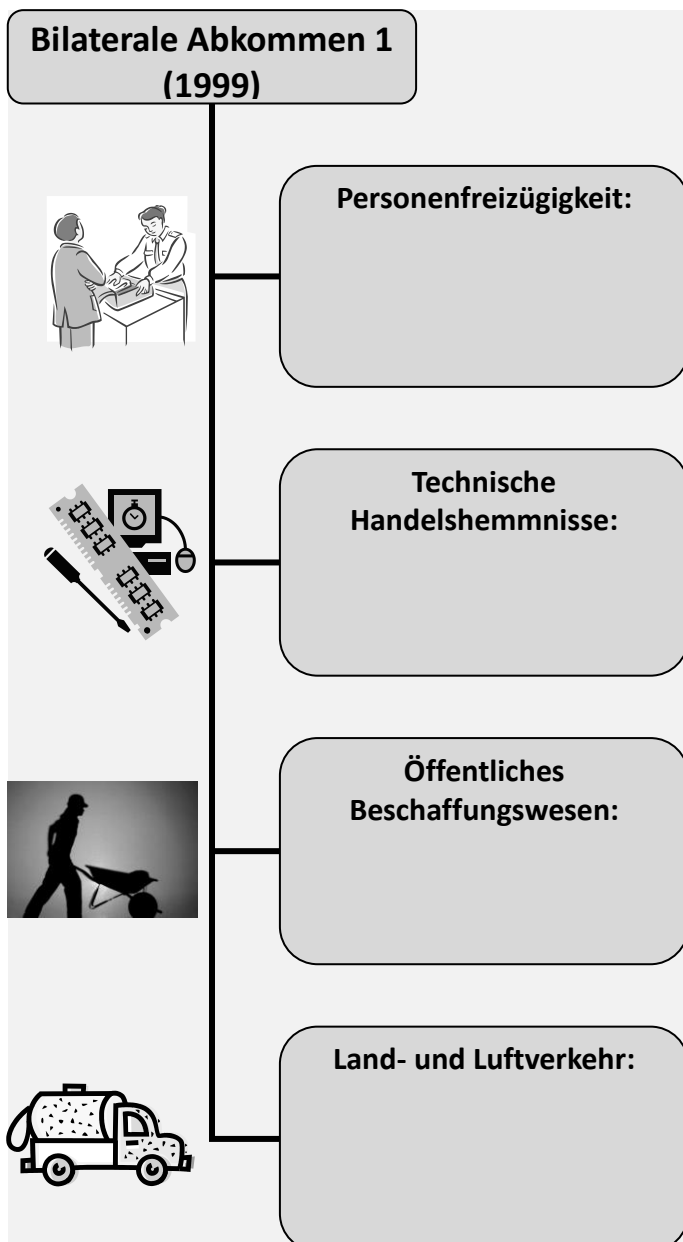 Bilaterale Abkommen 1
(1999)
Personenfreizügigkeit:
Technische
Handelshemmnisse:
Öffentliches
Beschaffungswesen:
Land- und Luftverkehr: